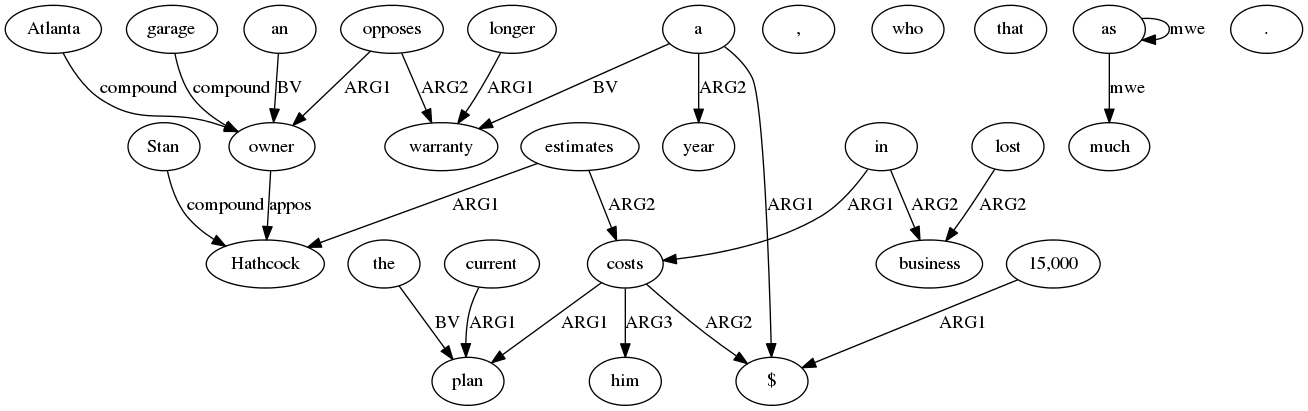 Atlanta garage an opposes longer a , who that as mwe .
compound compound BV ARG1 ARG2 ARG1 BV ARG2 mwe
Stan owner warranty estimates year in lost much
compound appos ARG1 ARG2 ARG1 ARG1 ARG2 ARG2
Hathcock the current costs business 15,000
BV ARG1 ARG1 ARG3 ARG2 ARG1
plan him $